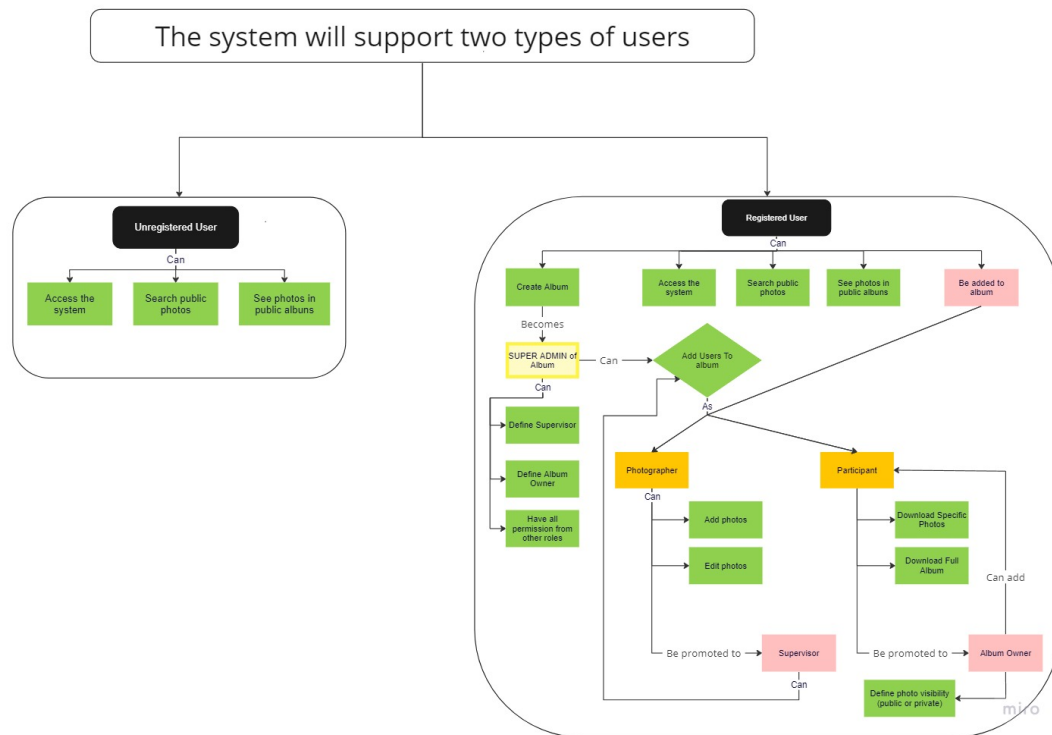 The system will support two types of users
Unregistered User
Can
Access the
system
Search public
photos
See photos in
public albuns
Registered User
Can
Create Album
Access the
system
Search public
photos
See photos in
public albuns
Be added to
album
Becomes
SUPER ADMIN of
Album
Can
Add Users To
album
Can
As
Define Supervisor
Define Album
Owner
Have all
permission from
other roles
Photographer
Can
Add photos
Edit photos
Be promoted to
Supervisor
Can
Participant
Download Specific
Photos
Download Full
Album
Can add
Be promoted to
Album Owner
Define photo visibility
(public or private)
miro